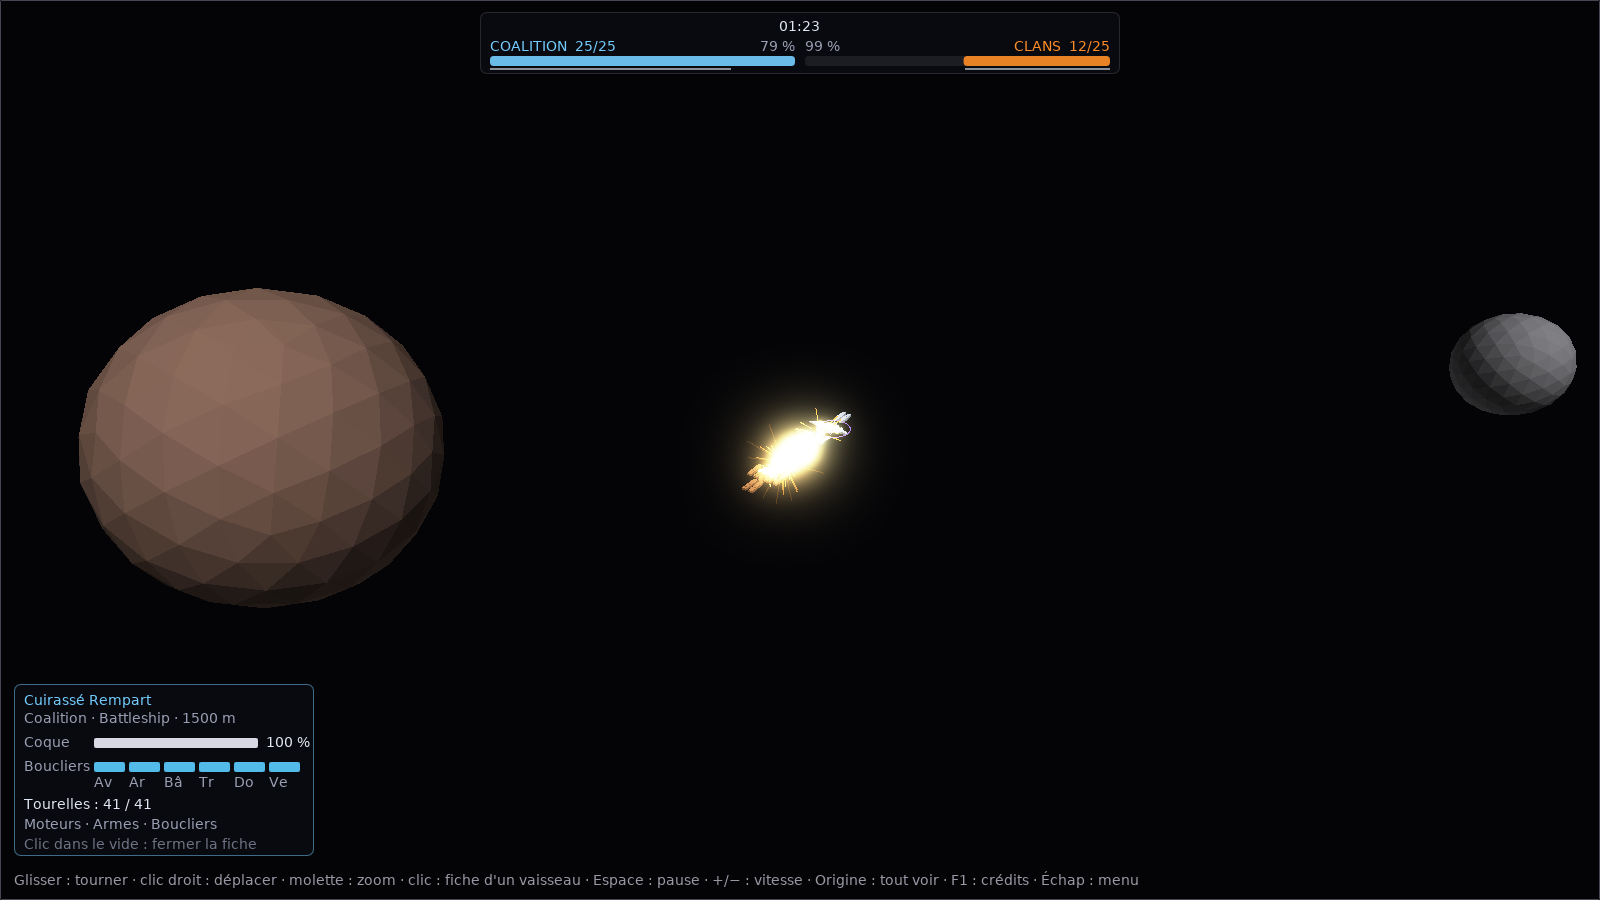 01:23
COALITION 25/25 79 % 99 % CLANS 12/25
Cuirassé Rempart
Coalition · Battleship · 1500 m
Coque 100 %
Boucliers
Av Ar Bâ Tr Do Ve
Tourelles : 41 / 41
Moteurs · Armes · Boucliers
Clic dans le vide : fermer la fiche
Glisser : tourner · clic droit : déplacer · molette : zoom · clic : fiche d'un vaisseau · Espace : pause · +/− : vitesse · Origine : tout voir · F1 : crédits · Échap : menu